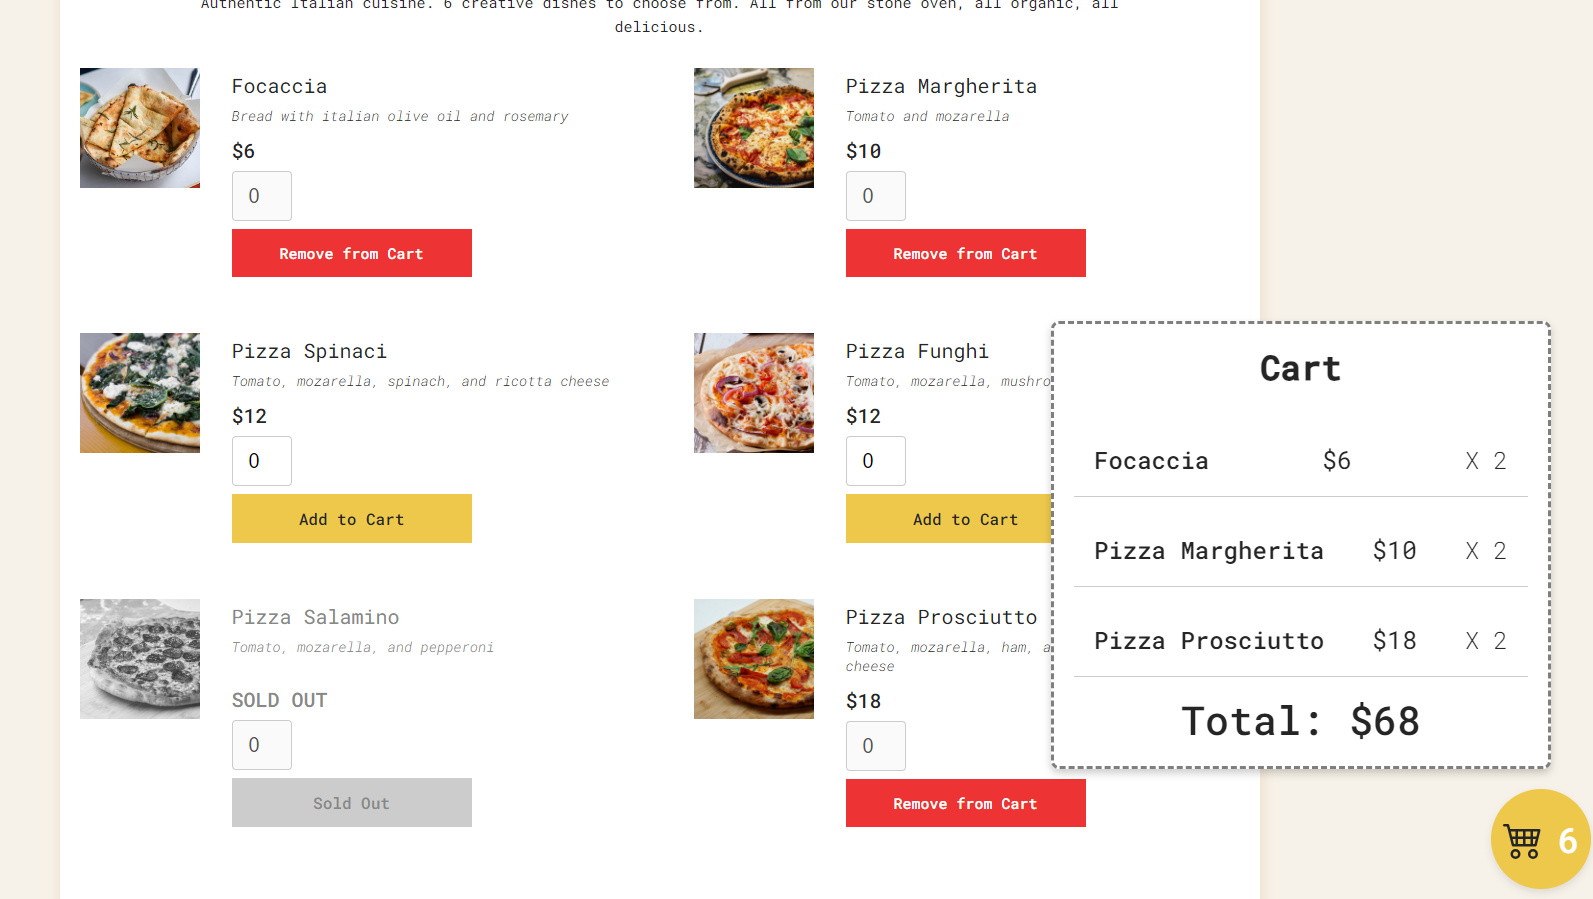 Authentic Italian cuisine. 6 creative dishes to choose from. All from our stone oven, all organic, all
delicious.
Focaccia
Bread with italian olive oil and rosemary
$6
0
Remove from Cart
Pizza Margherita
Tomato and mozarella
$10
0
Remove from Cart
Pizza Spinaci
Tomato, mozarella, spinach, and ricotta cheese
$12
0
Add to Cart
Pizza Funghi
Tomato, mozarella, mushro
$12
0
Add to Cart
Pizza Salamino
Tomato, mozarella, and pepperoni
SOLD OUT
0
Sold Out
Pizza Prosciutto
Tomato, mozarella, ham, a
cheese
$18
0
Remove from Cart
Cart
Focaccia $6 X 2
Pizza Margherita $10 X 2
Pizza Prosciutto $18 X 2
Total: $68
6